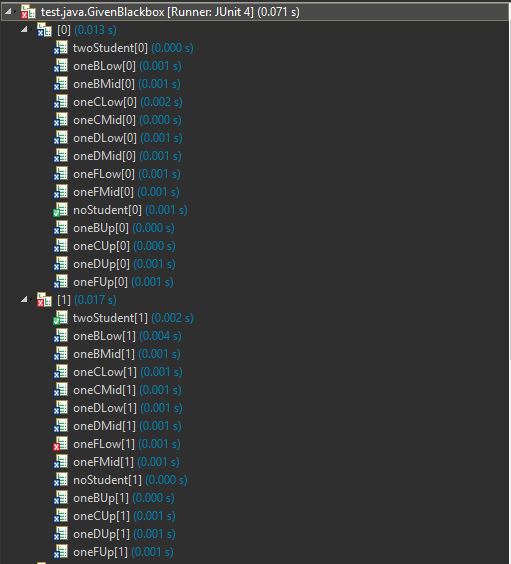 test.java.GivenBlackbox [Runner: JUnit 4] (0.071 s)
[0] (0.013 s)
twoStudent[0] (0.000 s)
oneBLow[0] (0.001 s)
oneBMid[0] (0.001 s)
oneCLow[0] (0.002 s)
oneCMid[0] (0.000 s)
oneDLow[0] (0.001 s)
oneDMid[0] (0.001 s)
oneFLow[0] (0.001 s)
oneFMid[0] (0.001 s)
noStudent[0] (0.001 s)
oneBUp[0] (0.000 s)
oneCUp[0] (0.000 s)
oneDUp[0] (0.001 s)
oneFUp[0] (0.001 s)
[1] (0.017 s)
twoStudent[1] (0.002 s)
oneBLow[1] (0.004 s)
oneBMid[1] (0.001 s)
oneCLow[1] (0.001 s)
oneCMid[1] (0.001 s)
oneDLow[1] (0.001 s)
oneDMid[1] (0.001 s)
oneFLow[1] (0.000 s)
oneFMid[1] (0.001 s)
noStudent[1] (0.000 s)
oneBUp[1] (0.000 s)
oneCUp[1] (0.001 s)
oneDUp[1] (0.001 s)
oneFUp[1] (0.001 s)